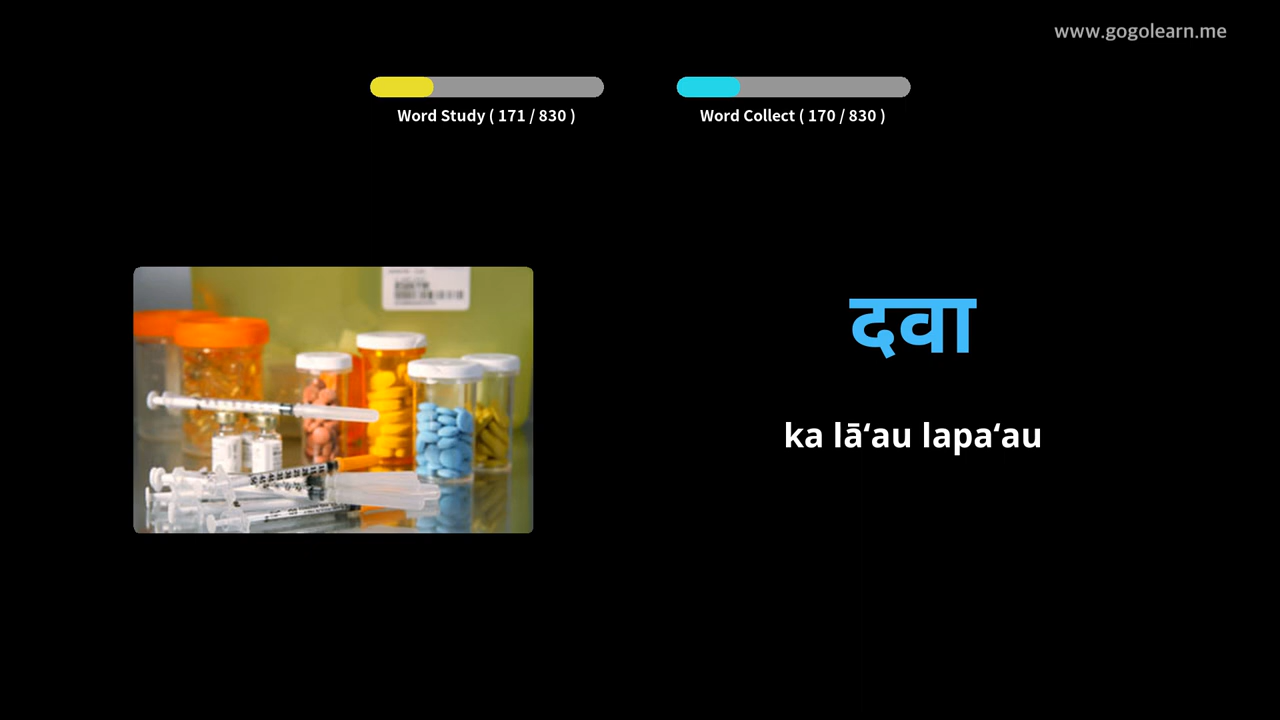 www.gogolearn.me
Word Study ( 171 / 830 )
Word Collect ( 170 / 830 )
दवा
ka lāʻau lapaʻau